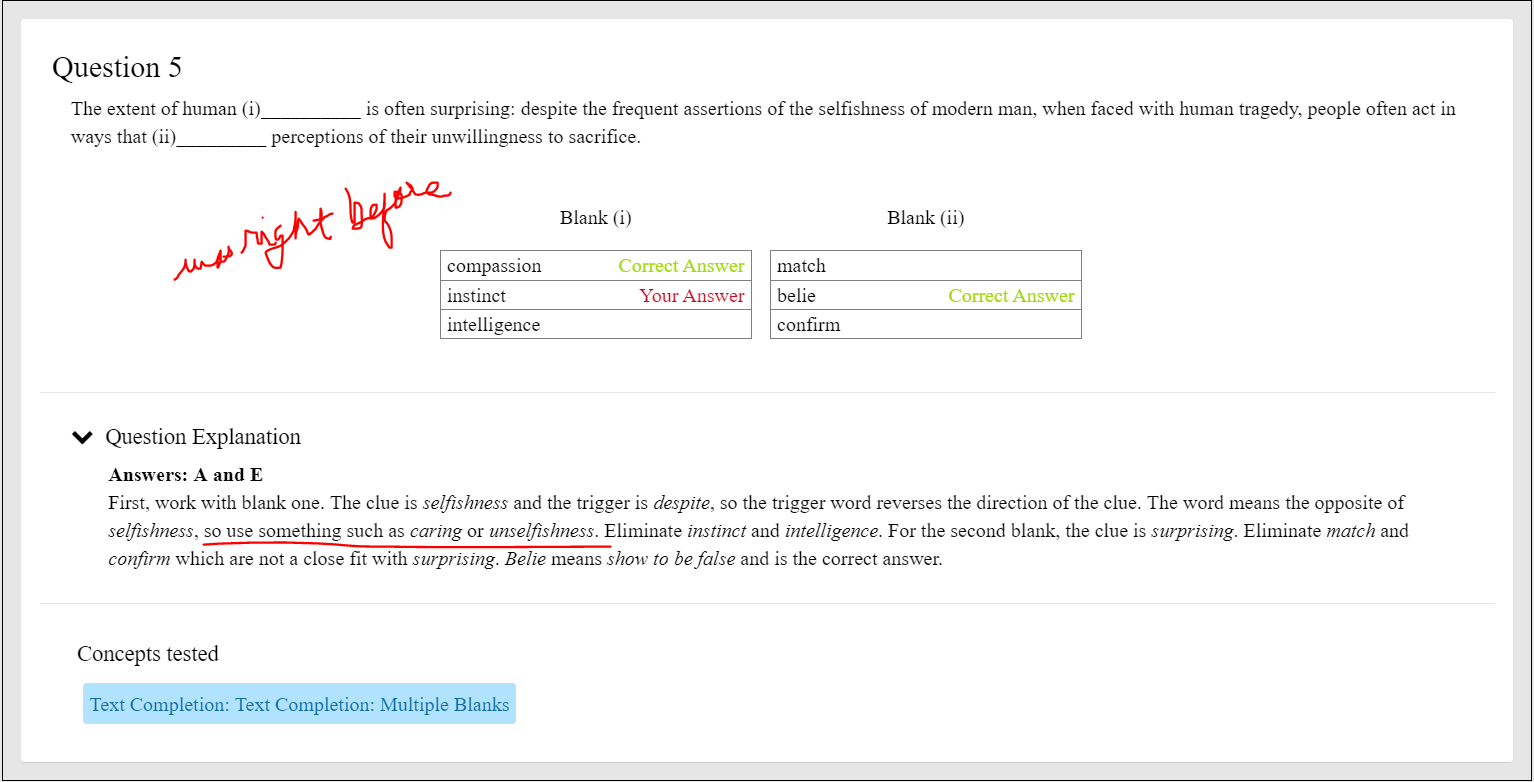 Question 5
The extent of human (i)__________ is often surprising: despite the frequent assertions of the selfishness of modern man, when faced with human tragedy, people often act in
ways that (ii)_________ perceptions of their unwillingness to sacrifice.
was right before
Blank (i) Blank (ii)
compassion Correct Answer match
instinct Your Answer belie Correct Answer
intelligence confirm
Question Explanation
Answers: A and E
First, work with blank one. The clue is selfishness and the trigger is despite, so the trigger word reverses the direction of the clue. The word means the opposite of
selfishness, so use something such as caring or unselfishness. Eliminate instinct and intelligence. For the second blank, the clue is surprising. Eliminate match and
confirm which are not a close fit with surprising. Belie means show to be false and is the correct answer.
Concepts tested
Text Completion: Text Completion: Multiple Blanks